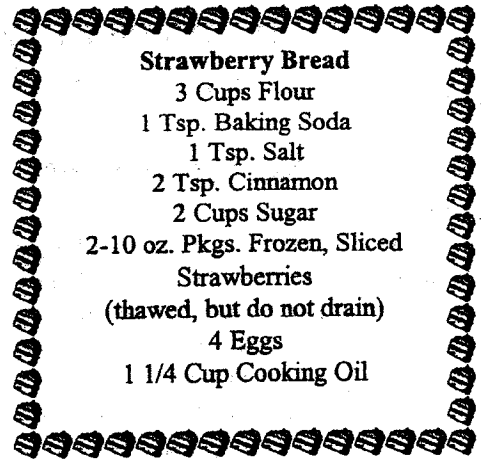 Strawberry Bread
3 Cups Flour
1 Tsp. Baking Soda
1 Tsp. Salt
2 Tsp. Cinnamon
2 Cups Sugar
2-10 oz. Pkgs. Frozen, Sliced
Strawberries
(thawed, but do not drain)
4 Eggs
1 1/4 Cup Cooking Oil